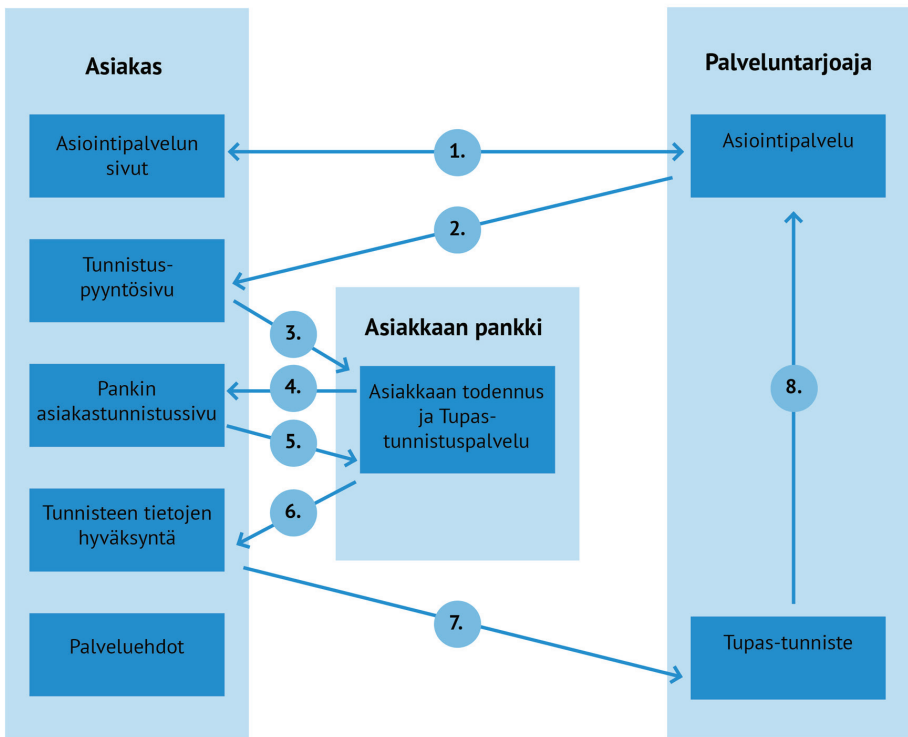 Asiakas
Asiointipalvelun
sivut
Tunnistus-
pyyntösivu
Pankin
asiakastunnistussivu
Tunnisteen tietojen
hyväksyntä
Palveluehdot
1.
2.
3.
4.
5.
6.
7.
Asiakkaan pankki
Asiakkaan todennus
ja Tupas-
tunnistuspalvelu
Palveluntarjoaja
Asiointipalvelu
8.
Tupas-tunniste